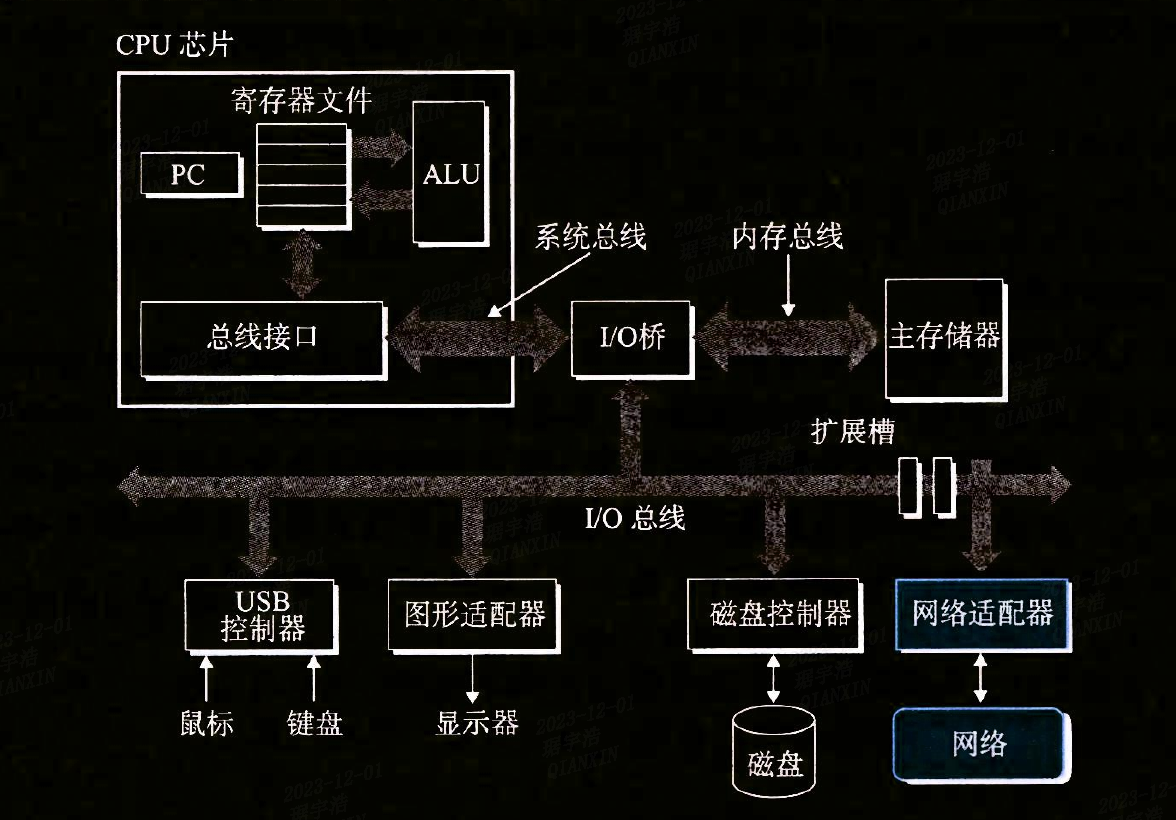 CPU 芯片
寄存器文件
PC
ALU
系统总线
内存总线
总线接口
I/O桥
主存储器
扩展槽
I/O 总线
USB
控制器
图形适配器
磁盘控制器
网络适配器
鼠标
键盘
显示器
磁盘
网络
2023-12-01
QIANXIN